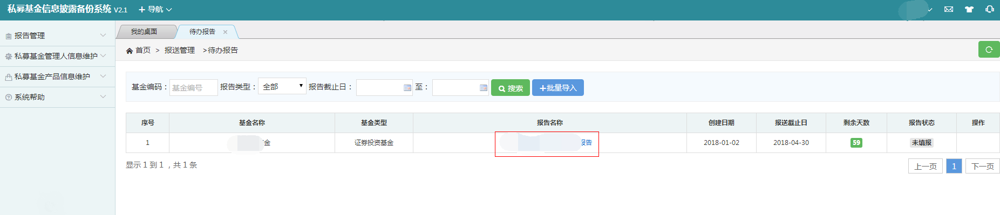 私募基金信息披露备份系统 V2.1 导航
报告管理
私募基金管理人信息维护
私募基金产品信息维护
系统帮助
我的桌面 待办报告
首页 > 报送管理 >待办报告
基金编码： 基金编号 报告类型： 全部 报告截止日： 至： 搜索 批量导入
序号 基金名称 基金类型 报告名称 创建日期 报送截止日 剩余天数 报告状态 操作
1 金 证券投资基金 报告 2018-01-02 2018-04-30 59 未填报
显示 1 到 1 ，共 1 条
上一页 1 下一页